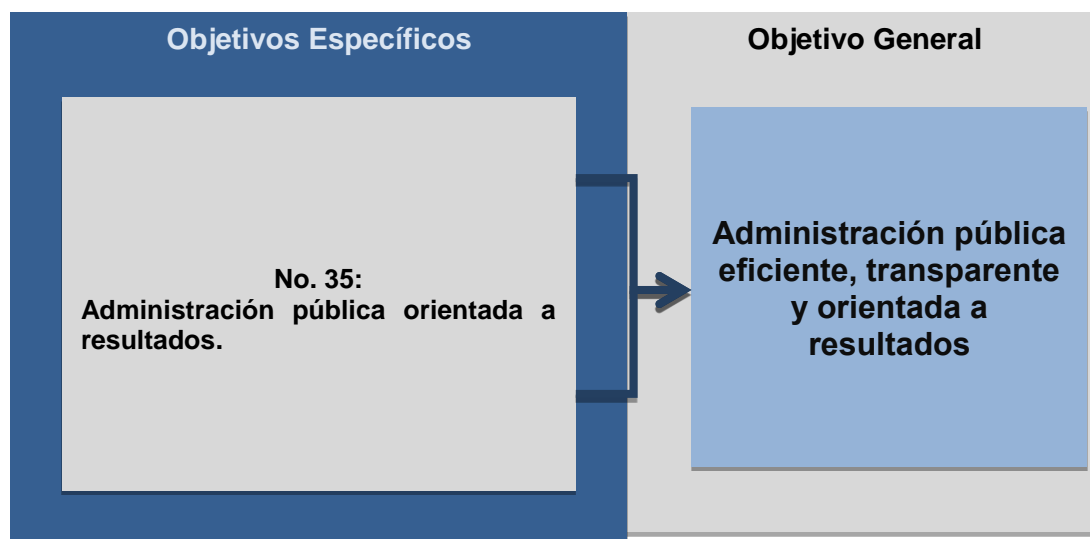 Objetivos Específicos
Objetivo General
No. 35:
Administración pública orientada a
resultados.
Administración pública
eficiente, transparente
y orientada a
resultados